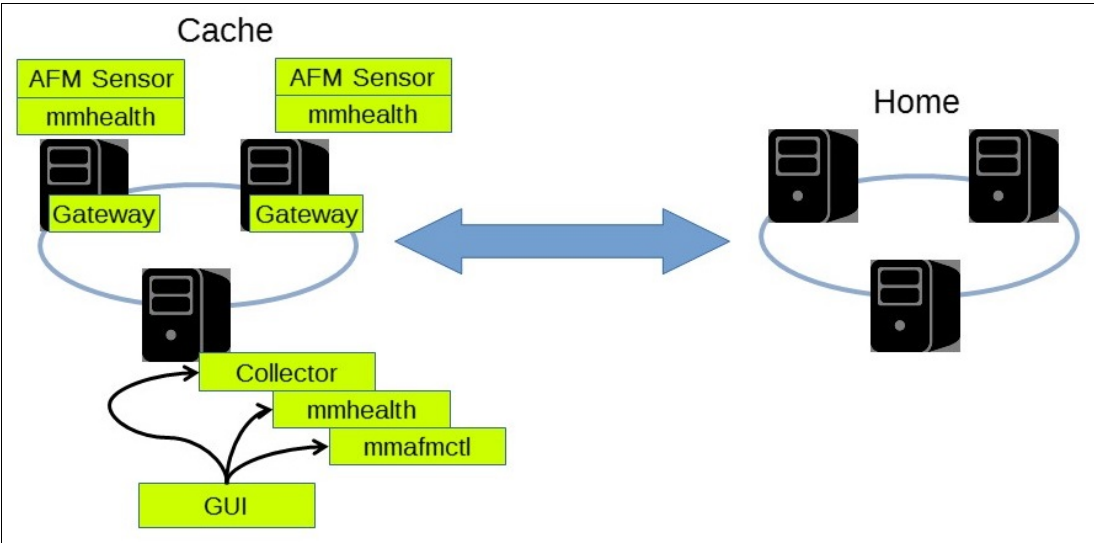 Cache
AFM Sensor
mmhealth
AFM Sensor
mmhealth
Home
Gateway
Gateway
Collector
mmhealth
mmafmctl
GUI